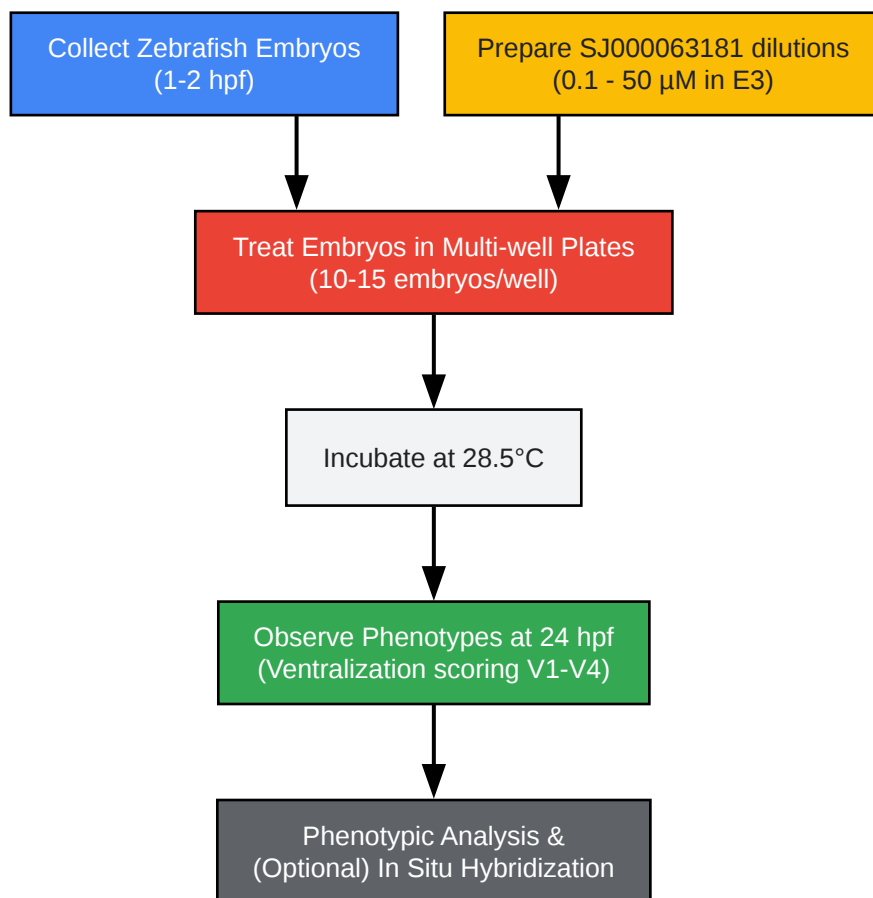 Collect Zebrafish Embryos
(1-2 hpf)
Prepare SJ000063181 dilutions
(0.1 - 50 µM in E3)
Treat Embryos in Multi-well Plates
(10-15 embryos/well)
Incubate at 28.5°C
Observe Phenotypes at 24 hpf
(Ventralization scoring V1-V4)
Phenotypic Analysis &
(Optional) In Situ Hybridization